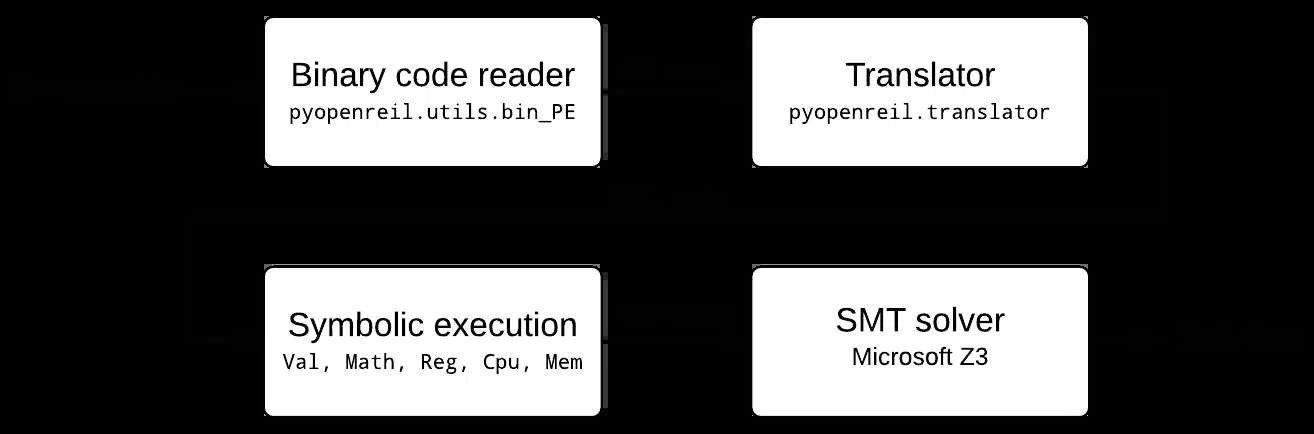 Binary code reader
pyopenreil.utils.bin_PE
Translator
pyopenreil.translator
Symbolic execution
Val, Math, Reg, Cpu, Mem
SMT solver
Microsoft Z3